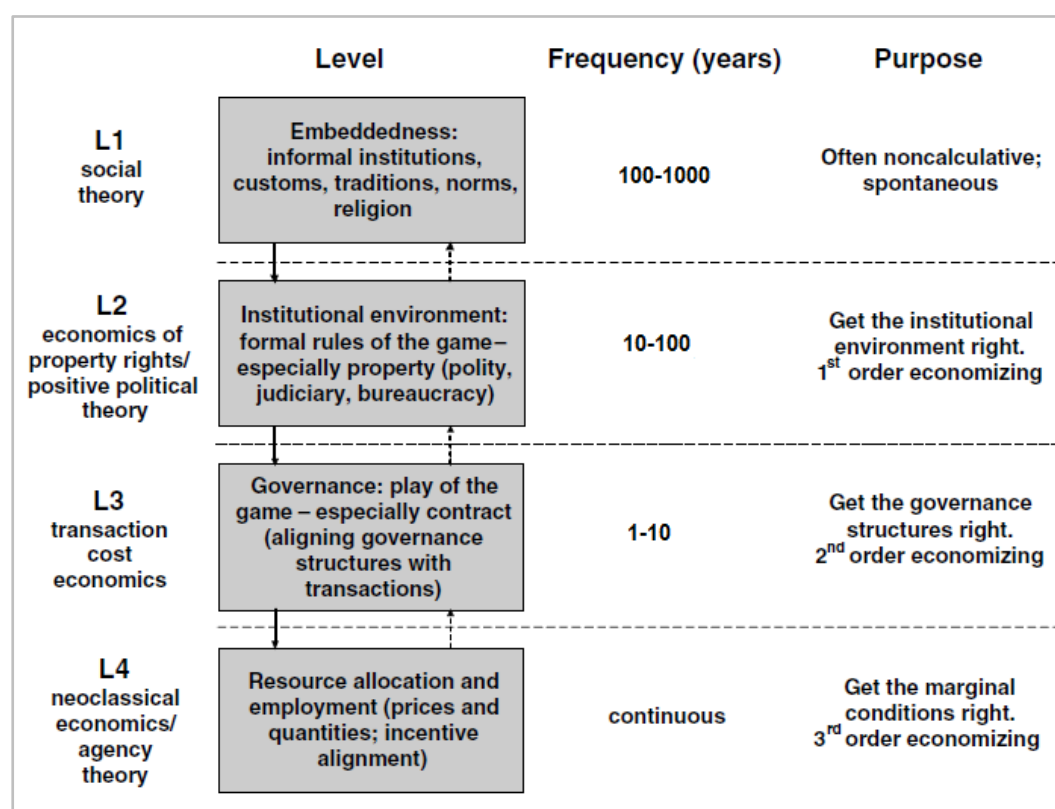 Level
Frequency (years)
Purpose
L1
social
theory
Embeddedness:
informal institutions,
customs, traditions, norms,
religion
100-1000
Often noncalculative;
spontaneous
L2
economics of
property rights/
positive political
theory
Institutional environment:
formal rules of the game–
especially property (polity,
judiciary, bureaucracy)
10-100
Get the institutional
environment right.
1st order economizing
L3
transaction
cost
economics
Governance: play of the
game – especially contract
(aligning governance
structures with
transactions)
1-10
Get the governance
structures right.
2nd order economizing
L4
neoclassical
economics/
agency
theory
Resource allocation and
employment (prices and
quantities; incentive
alignment)
continuous
Get the marginal
conditions right.
3rd order economizing